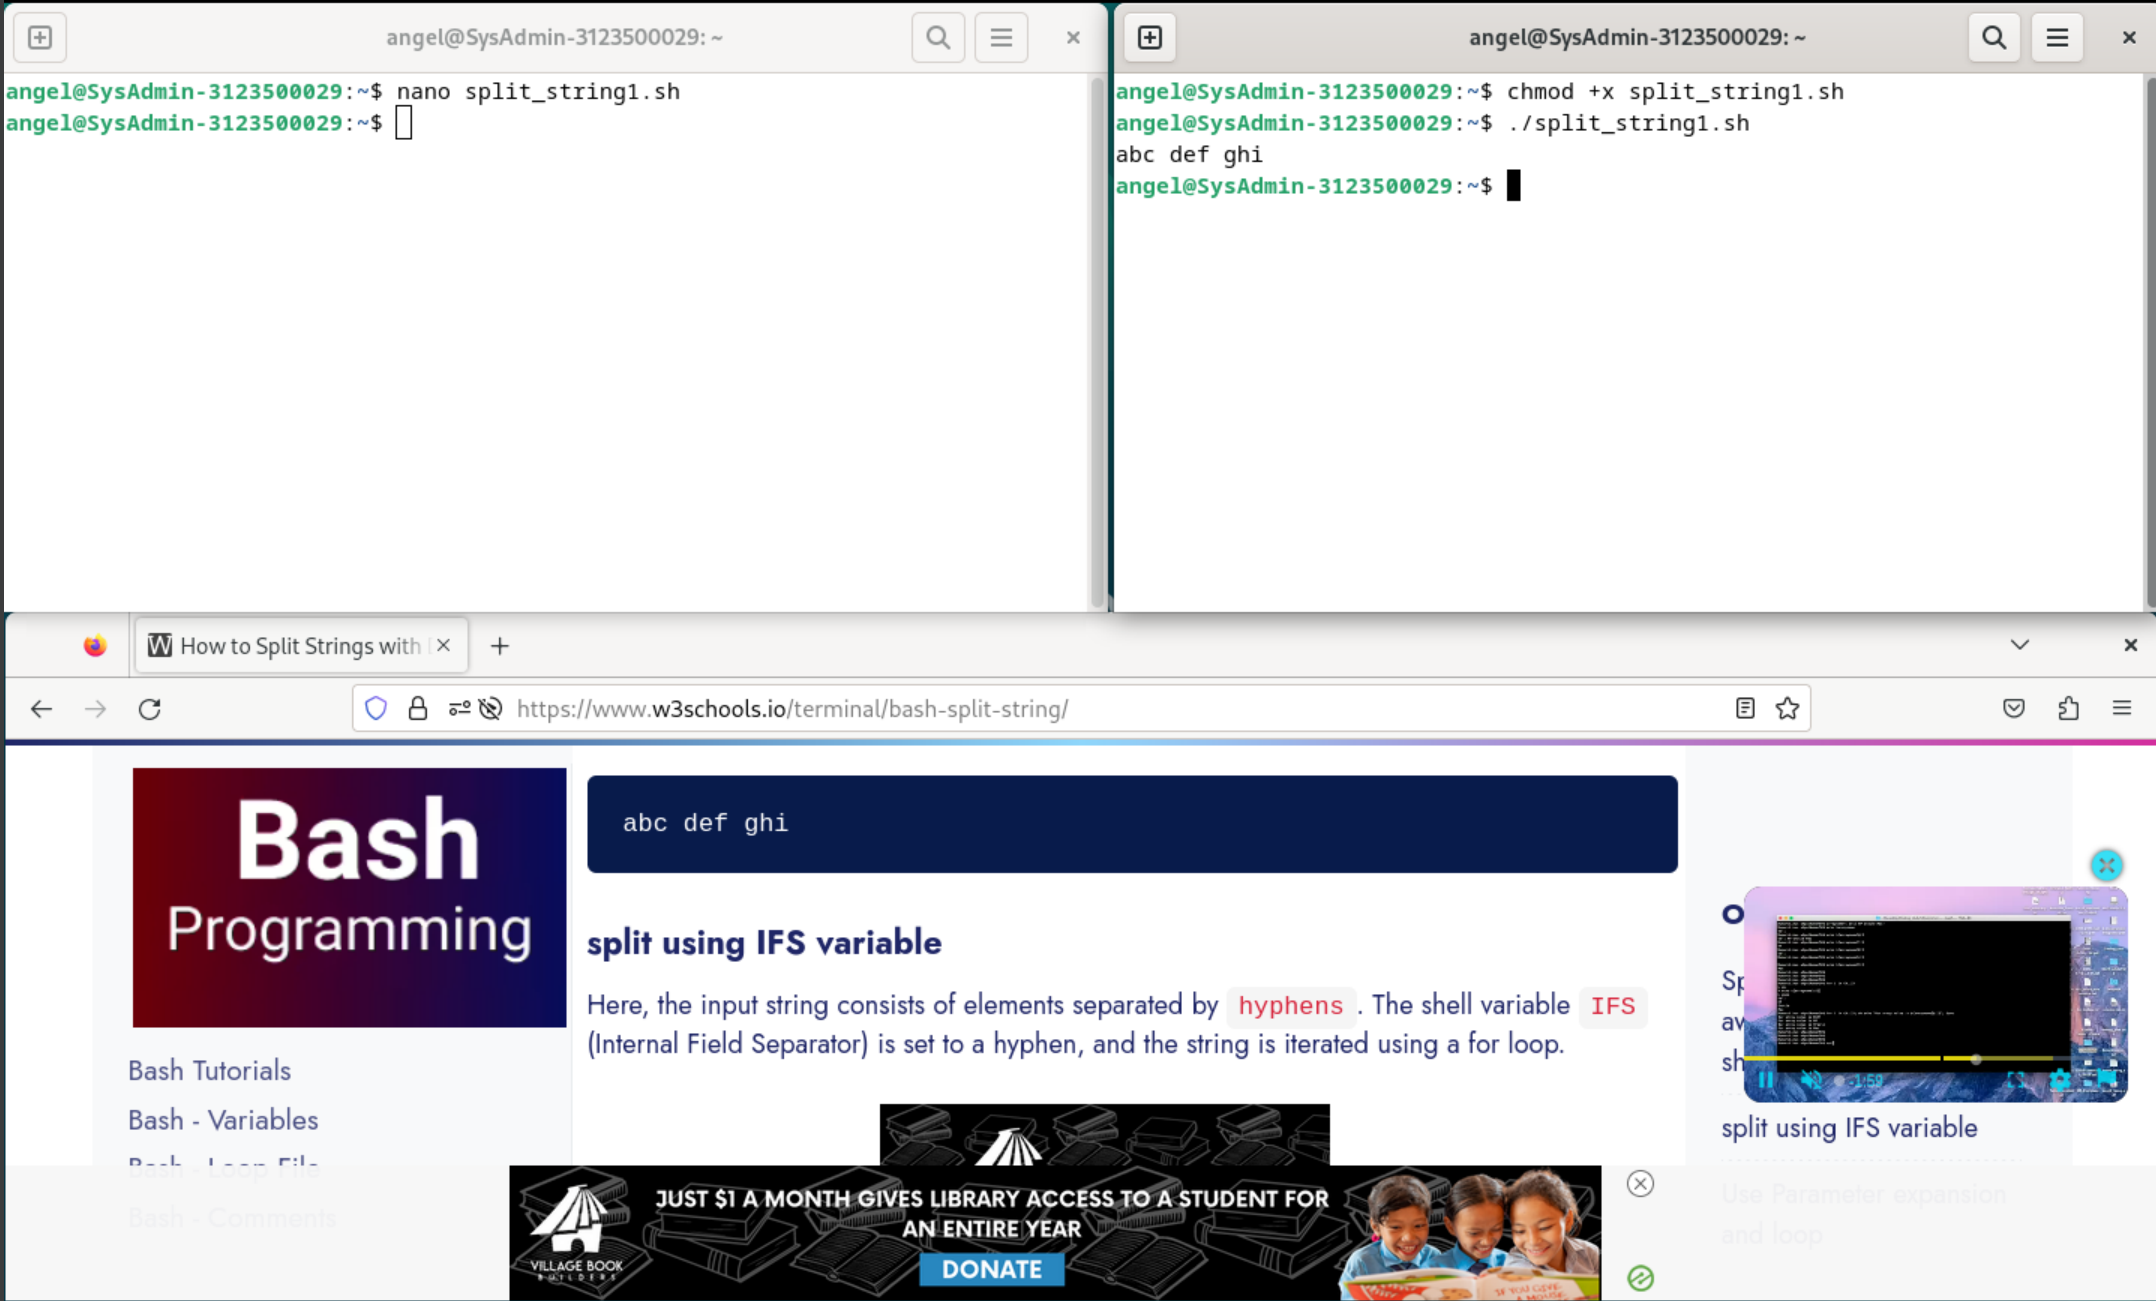 angel@SysAdmin-3123500029: ~
angel@SysAdmin-3123500029:~$ nano split_string1.sh
angel@SysAdmin-3123500029:~$
angel@SysAdmin-3123500029: ~
angel@SysAdmin-3123500029:~$ chmod +x split_string1.sh
angel@SysAdmin-3123500029:~$ ./split_string1.sh
abc def ghi
angel@SysAdmin-3123500029:~$
How to Split Strings with
https://www.w3schools.io/terminal/bash-split-string/
Bash
Programming
Bash Tutorials
Bash - Variables
Bash - Loop File
Bash - Comments
abc def ghi
split using IFS variable
Here, the input string consists of elements separated by hyphens . The shell variable IFS
(Internal Field Separator) is set to a hyphen, and the string is iterated using a for loop.
JUST $1 A MONTH GIVES LIBRARY ACCESS TO A STUDENT FOR
AN ENTIRE YEAR
DONATE
VILLAGE BOOK
BUILDERS
IF YOU GIVE
A MOUSE
-1:59
split using IFS variable
Use Parameter expansion
and loop